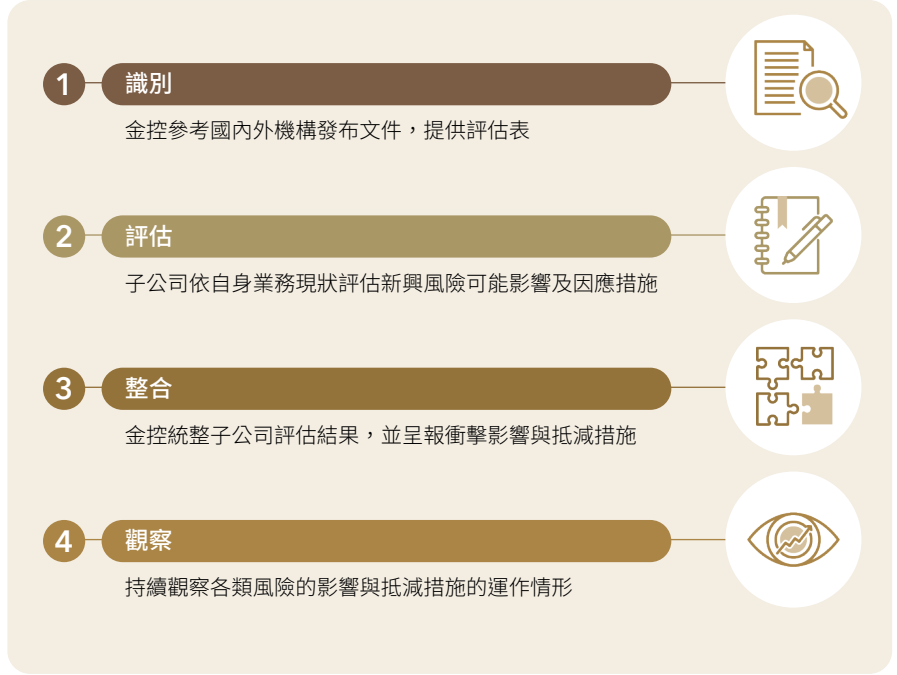 1
識別
金控參考國內外機構發布文件，提供評估表
2
評估
子公司依自身業務現狀評估新興風險可能影響及因應措施
3
整合
金控統整子公司評估結果，並呈報衝擊影響與抵減措施
4
觀察
持續觀察各類風險的影響與抵減措施的運作情形